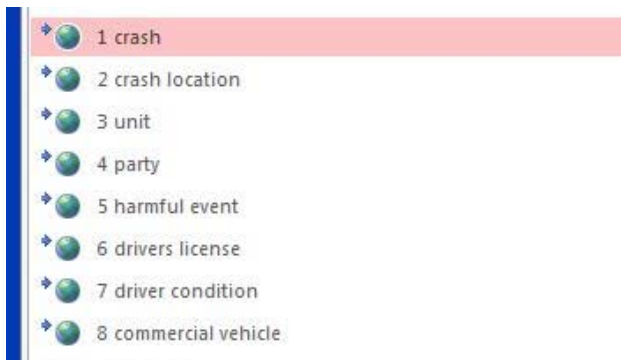 1 crash
2 crash location
3 unit
4 party
5 harmful event
6 drivers license
7 driver condition
8 commercial vehicle